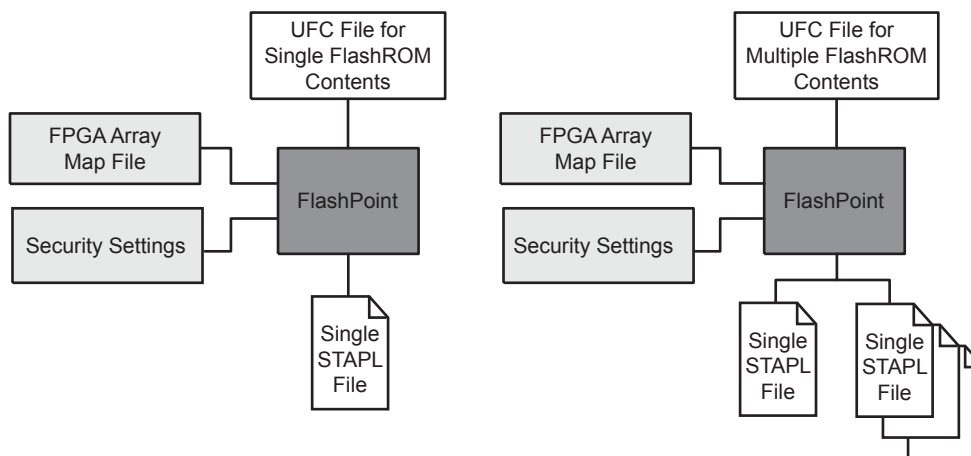 UFC File for
Single FlashROM
Contents
FPGA Array
Map File
FlashPoint
Security Settings
Single
STAPL
File
UFC File for
Multiple FlashROM
Contents
FPGA Array
Map File
FlashPoint
Security Settings
Single
STAPL
File
Single
STAPL
File